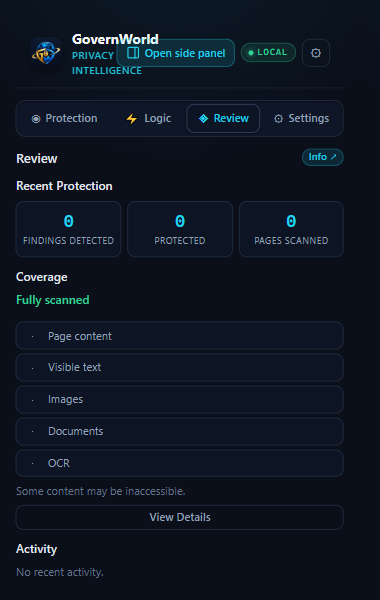 GovernWorld
PRIVACY
INTELLIGENCE
Open side panel
LOCAL
Protection
Logic
Review
Settings
Review
Info ↗
Recent Protection
0
FINDINGS DETECTED
0
PROTECTED
0
PAGES SCANNED
Coverage
Fully scanned
· Page content
· Visible text
· Images
· Documents
· OCR
Some content may be inaccessible.
View Details
Activity
No recent activity.